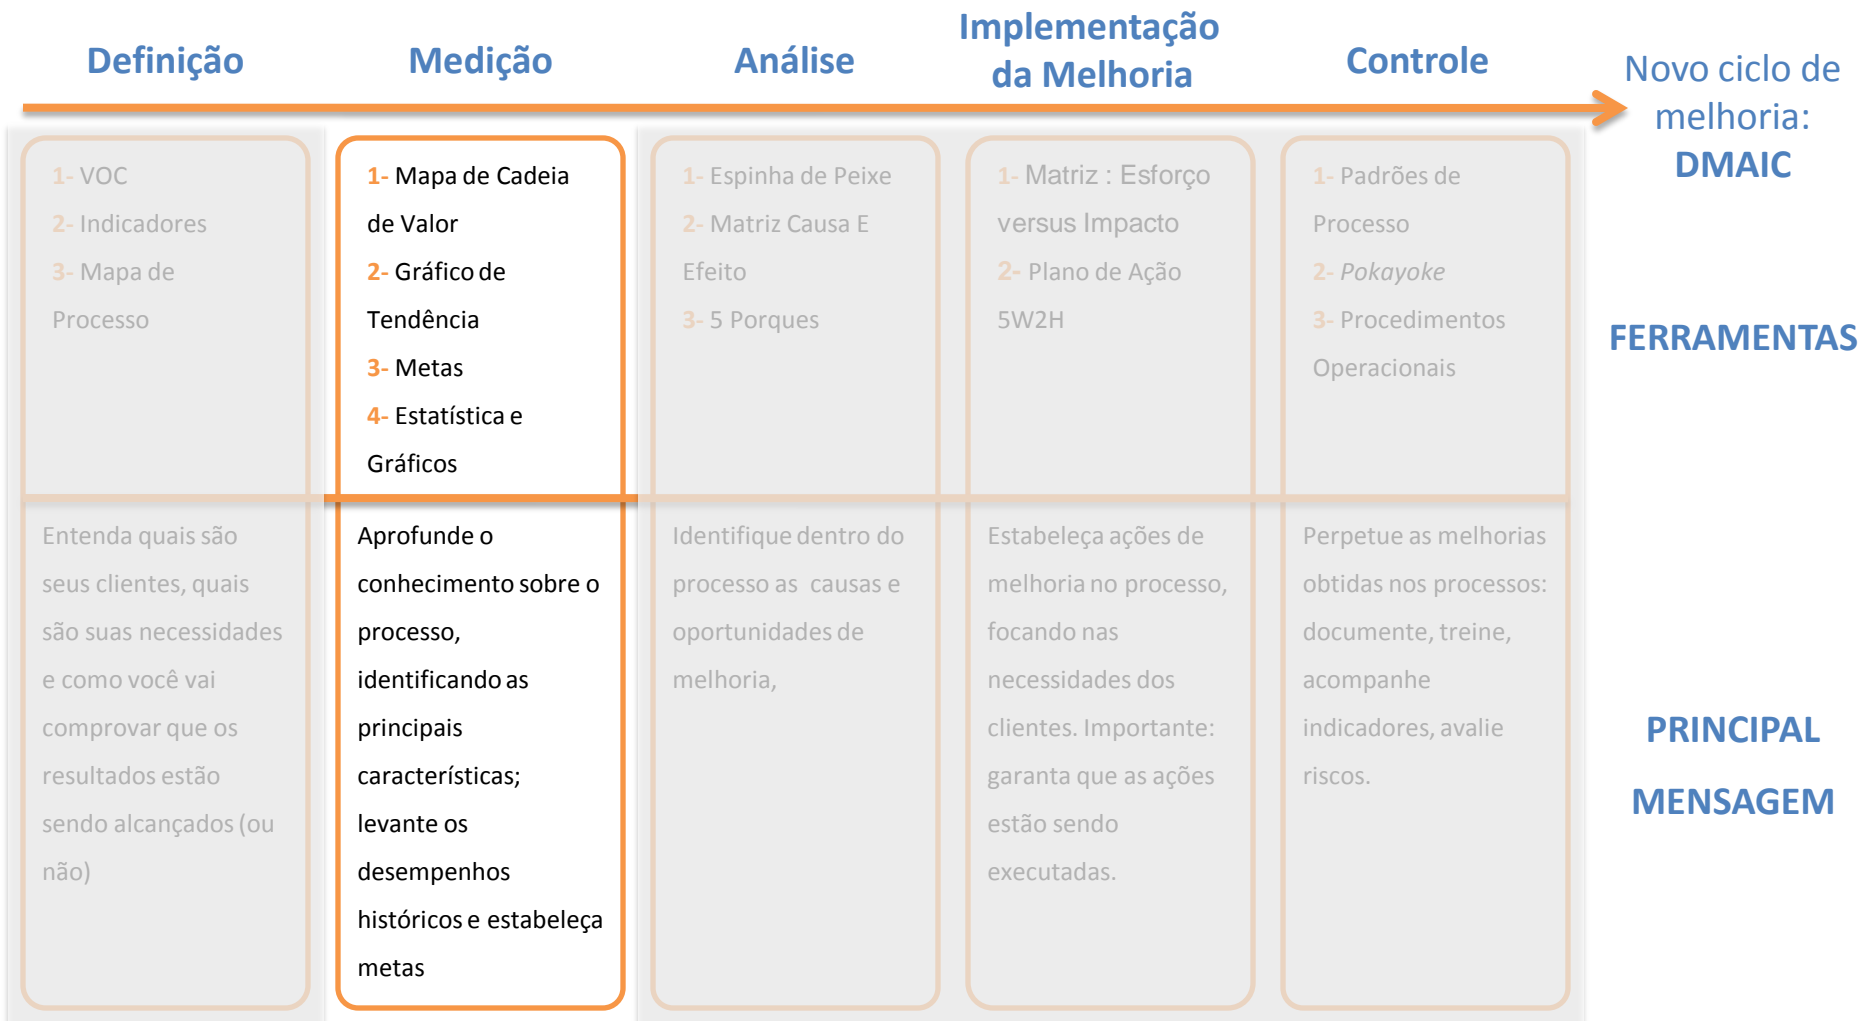 Definição
Medição
Análise
Implementação
da Melhoria
Controle
Novo ciclo de
melhoria:
DMAIC
1- VOC
2- Indicadores
3- Mapa de
Processo
1- Mapa de Cadeia
de Valor
2- Gráfico de
Tendência
3- Metas
4- Estatística e
Gráficos
1- Espinha de Peixe
2- Matriz Causa E
Efeito
3- 5 Porques
1- Matriz : Esforço
versus Impacto
2- Plano de Ação
5W2H
1- Padrões de
Processo
2- Pokayoke
3- Procedimentos
Operacionais
FERRAMENTAS
Entenda quais são
seus clientes, quais
são suas necessidades
e como você vai
comprovar que os
resultados estão
sendo alcançados (ou
não)
Aprofunde o
conhecimento sobre o
processo,
identificando as
principais
características;
levante os
desempenhos
históricos e estabeleça
metas
Identifique dentro do
processo as causas e
oportunidades de
melhoria,
Estabeleça ações de
melhoria no processo,
focando nas
necessidades dos
clientes. Importante:
garanta que as ações
estão sendo
executadas.
Perpetue as melhorias
obtidas nos processos:
documente, treine,
acompanhe
indicadores, avalie
riscos.
PRINCIPAL
MENSAGEM